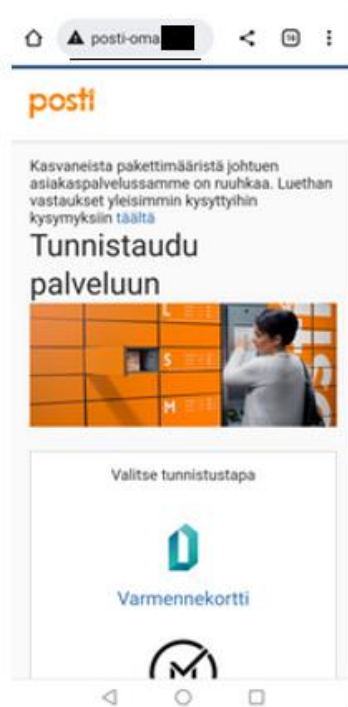 posti-oma
posti
Kasvaneista pakettimääristä johtuen
asiakaspalvelussamme on ruuhkaa. Luethan
vastaukset yleisimmin kysyttyihin
kysymyksiin täältä
Tunnistaudu
palveluun
L
S
M
Valitse tunnistustapa
Varmennekortti